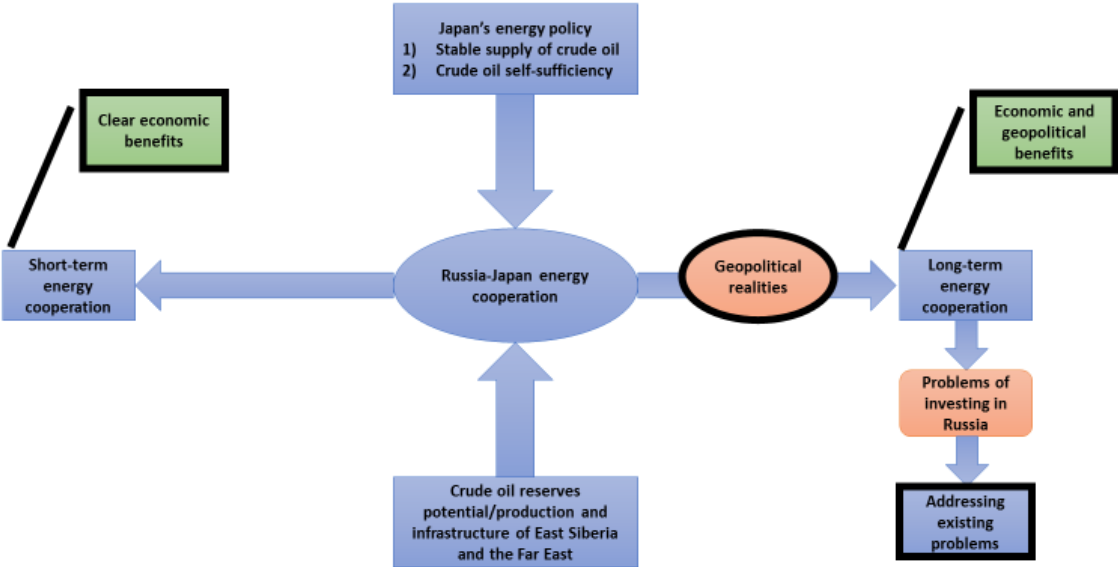 Japan's energy policy
1) Stable supply of crude oil
2) Crude oil self-sufficiency
Clear economic
benefits
Economic and
geopolitical
benefits
Short-term
energy
cooperation
Russia-Japan energy
cooperation
Geopolitical
realities
Long-term
energy
cooperation
Problems of
investing in
Russia
Crude oil reserves
potential/production and
infrastructure of East Siberia
and the Far East
Addressing
existing
problems